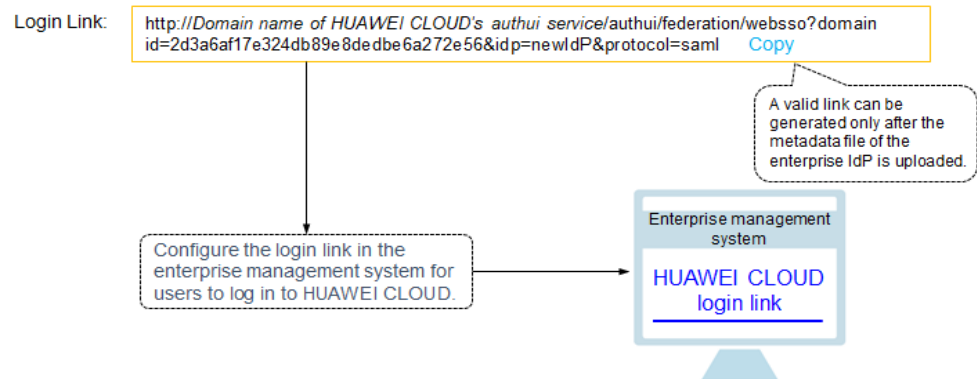 Login Link:
http://Domain name of HUAWEI CLOUD's authui service/authui/federation/websso?domain
id=2d3a6af17e324db89e8dedbe6a272e56&idp=newIdP&protocol=saml Copy
A valid link can be
generated only after the
metadata file of the
enterprise IdP is uploaded.
Configure the login link in the
enterprise management system for
users to log in to HUAWEI CLOUD.
Enterprise management
system
HUAWEI CLOUD
login link